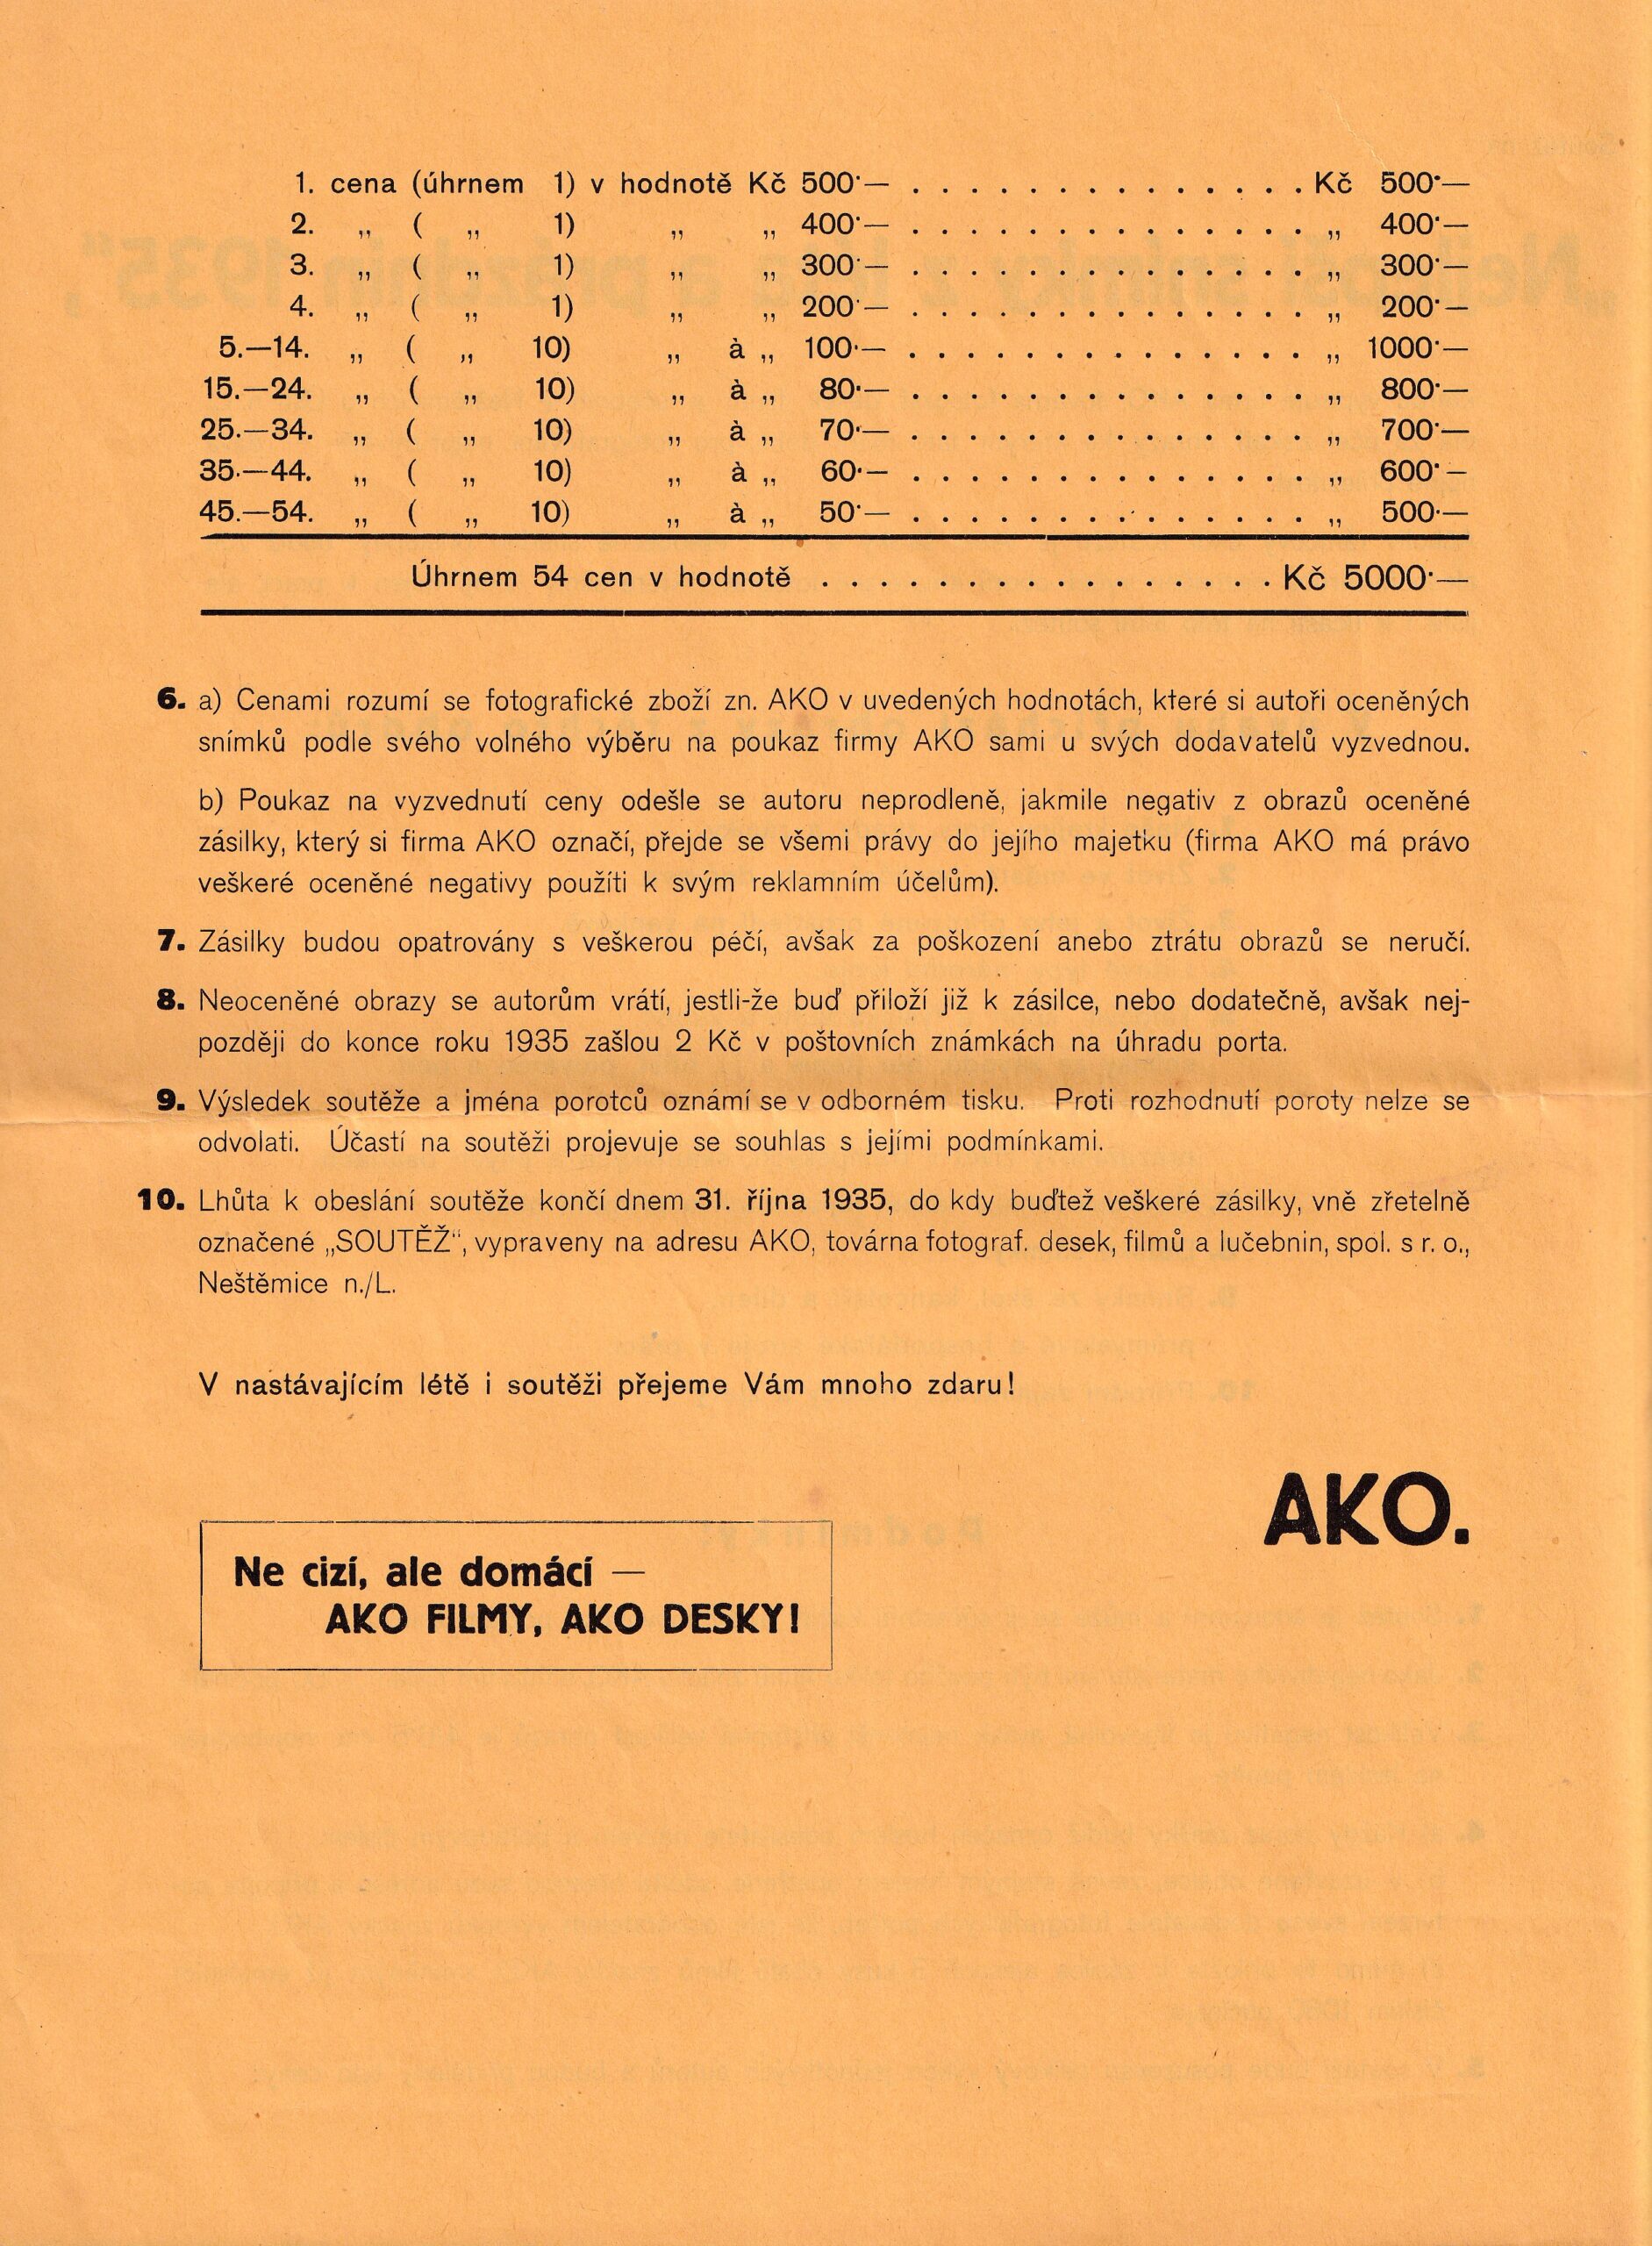 1. cena (úhrnem 1) v hodnotě Kč 500·— . . . . . . . . . . . . . . Kč 500·—
2. „ ( „ 1) „ „ 400·— . . . . . . . . . . . . . . „ 400·—
3. „ ( „ 1) „ „ 300·— . . . . . . . . . . . . . . „ 300·—
4. „ ( „ 1) „ „ 200·— . . . . . . . . . . . . . . „ 200·—
5.—14. „ ( „ 10) „ à „ 100·— . . . . . . . . . . . . . . „ 1000·—
15.—24. „ ( „ 10) „ à „ 80·— . . . . . . . . . . . . . . „ 800·—
25.—34. „ ( „ 10) „ à „ 70·— . . . . . . . . . . . . . . „ 700·—
35.—44. „ ( „ 10) „ à „ 60·— . . . . . . . . . . . . . . „ 600·—
45.—54. „ ( „ 10) „ à „ 50·— . . . . . . . . . . . . . . „ 500·—
Úhrnem 54 cen v hodnotě . . . . . . . . . . . . . . . . Kč 5000·—
6. a) Cenami rozumí se fotografické zboží zn. AKO v uvedených hodnotách, které si autoři oceněných
snímků podle svého volného výběru na poukaz firmy AKO sami u svých dodavatelů vyzvednou.
b) Poukaz na vyzvednutí ceny odešle se autoru neprodleně, jakmile negativ z obrazů oceněné
zásilky, který si firma AKO označí, přejde se všemi právy do jejího majetku (firma AKO má právo
veškeré oceněné negativy použíti k svým reklamním účelům).
7. Zásilky budou opatrovány s veškerou péčí, avšak za poškození anebo ztrátu obrazů se neručí.
8. Neoceněné obrazy se autorům vrátí, jestli-že buď přiloží již k zásilce, nebo dodatečně, avšak nej-
později do konce roku 1935 zašlou 2 Kč v poštovních známkách na úhradu porta.
9. Výsledek soutěže a jména porotců oznámí se v odborném tisku. Proti rozhodnutí poroty nelze se
odvolati. Účastí na soutěži projevuje se souhlas s jejími podmínkami.
10. Lhůta k obeslání soutěže končí dnem 31. října 1935, do kdy buďtež veškeré zásilky, vně zřetelně
označené „SOUTĚŽ“, vypraveny na adresu AKO, továrna fotograf. desek, filmů a lučebnin, spol. s r. o.,
Neštěmice n./L.
V nastávajícím létě i soutěži přejeme Vám mnoho zdaru!
AKO.
Ne cizí, ale domácí —
AKO FILMY, AKO DESKY!